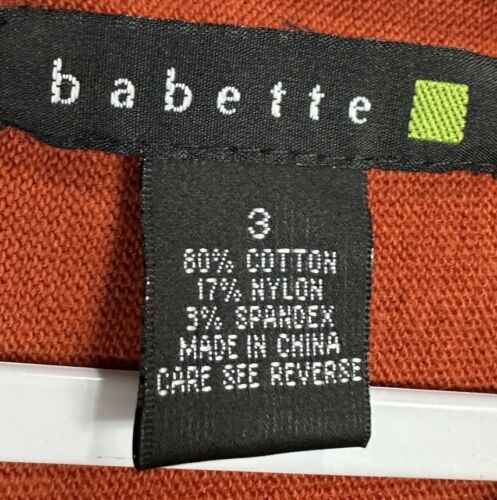 babette
3
80% COTTON
17% NYLON
3% SPANDEX
MADE IN CHINA
CARE SEE REVERSE